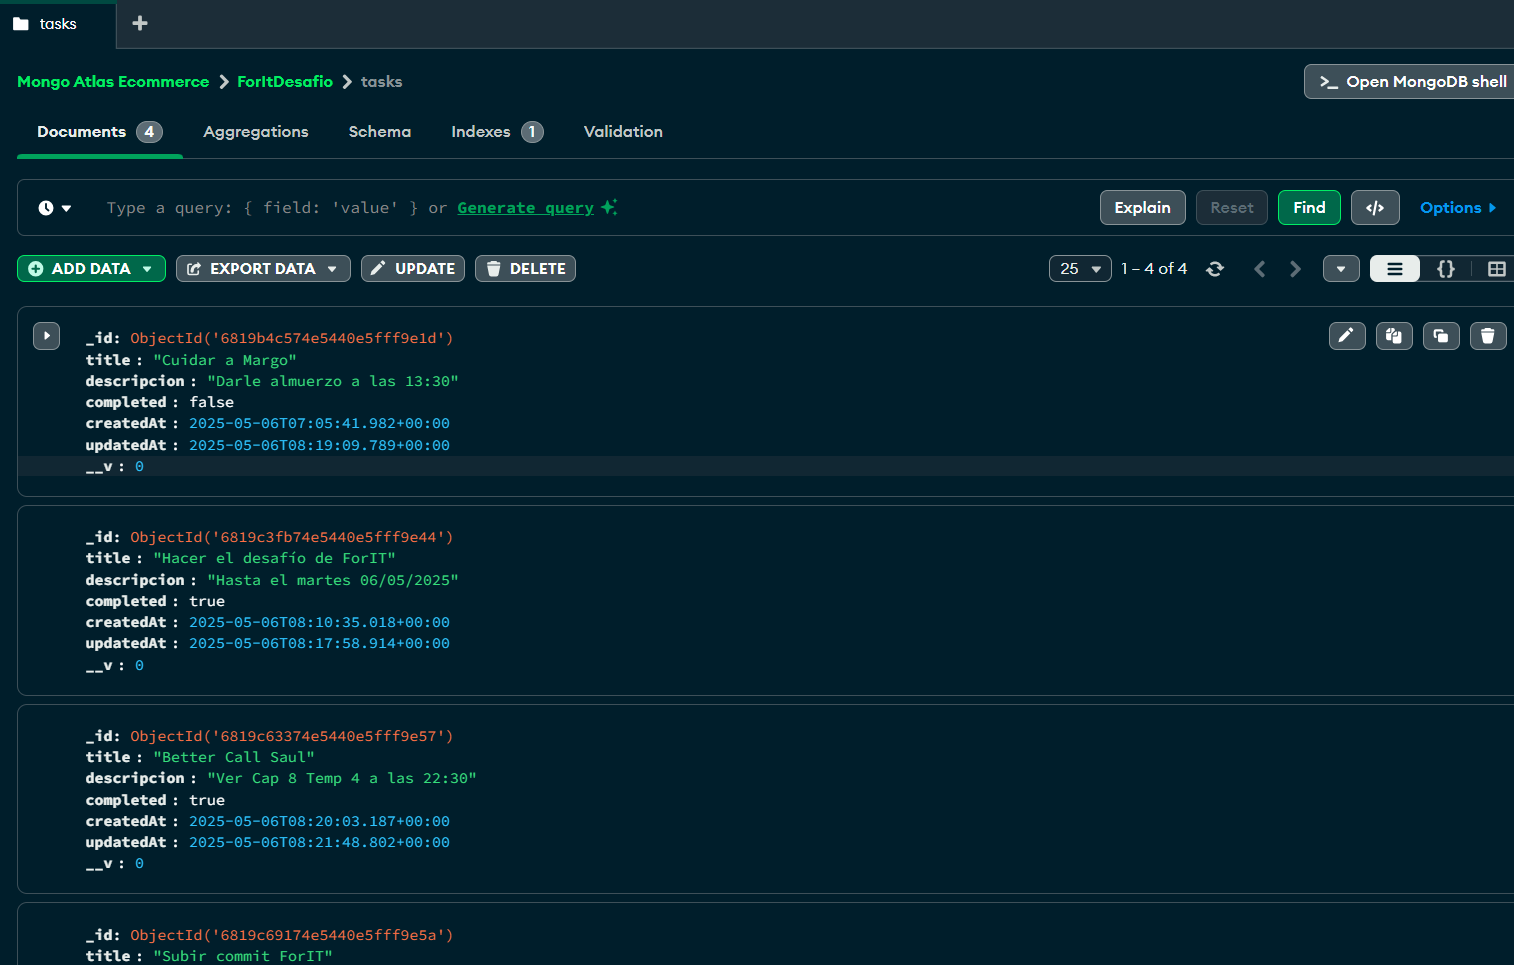 tasks
Mongo Atlas Ecommerce > ForItDesafio > tasks
>_ Open MongoDB shell
Documents 4 Aggregations Schema Indexes 1 Validation
Type a query: { field: 'value' } or Generate query
Explain Reset Find </> Options
ADD DATA EXPORT DATA UPDATE DELETE 25 1 – 4 of 4 {}
_id: ObjectId('6819b4c574e5440e5fff9e1d')
title : "Cuidar a Margo"
descripcion : "Darle almuerzo a las 13:30"
completed : false
createdAt : 2025-05-06T07:05:41.982+00:00
updatedAt : 2025-05-06T08:19:09.789+00:00
__v : 0
_id: ObjectId('6819c3fb74e5440e5fff9e44')
title : "Hacer el desafío de ForIT"
descripcion : "Hasta el martes 06/05/2025"
completed : true
createdAt : 2025-05-06T08:10:35.018+00:00
updatedAt : 2025-05-06T08:17:58.914+00:00
__v : 0
_id: ObjectId('6819c63374e5440e5fff9e57')
title : "Better Call Saul"
descripcion : "Ver Cap 8 Temp 4 a las 22:30"
completed : true
createdAt : 2025-05-06T08:20:03.187+00:00
updatedAt : 2025-05-06T08:21:48.802+00:00
__v : 0
_id: ObjectId('6819c69174e5440e5fff9e5a')
title : "Subir commit ForIT"